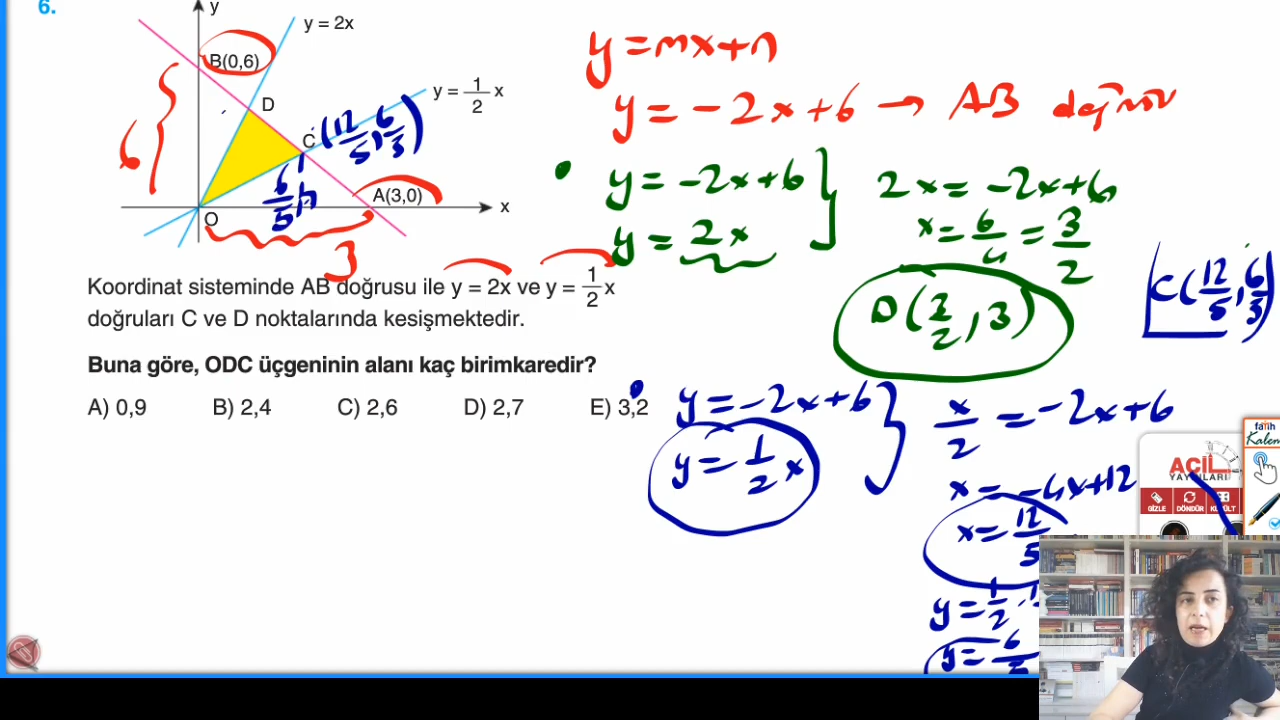 6.
y
y = 2x
B(0,6)
D
y = 1/2 x
C
(12/5, 6/5)
6
6/5
A(3,0)
x
O
3
Koordinat sisteminde AB doğrusu ile y = 2x ve y = 1/2 x
doğruları C ve D noktalarında kesişmektedir.
Buna göre, ODC üçgeninin alanı kaç birimkaredir?
A) 0,9 B) 2,4 C) 2,6 D) 2,7 E) 3,2
y = mx+n
y = -2x+6 → AB doğrusu
y = -2x+6
y = 2x
2x = -2x+6
x = 6/4 = 3/2
D(3/2, 3)
C(12/5, 6/5)
y = -2x+6
y = 1/2 x
x/2 = -2x+6
x = -4x+12
x = 12/5
y = 1/2 · 1
y = 6/5
fatih
Kalem
ACİL
YAYINLARI
GİZLE DÖNDÜR